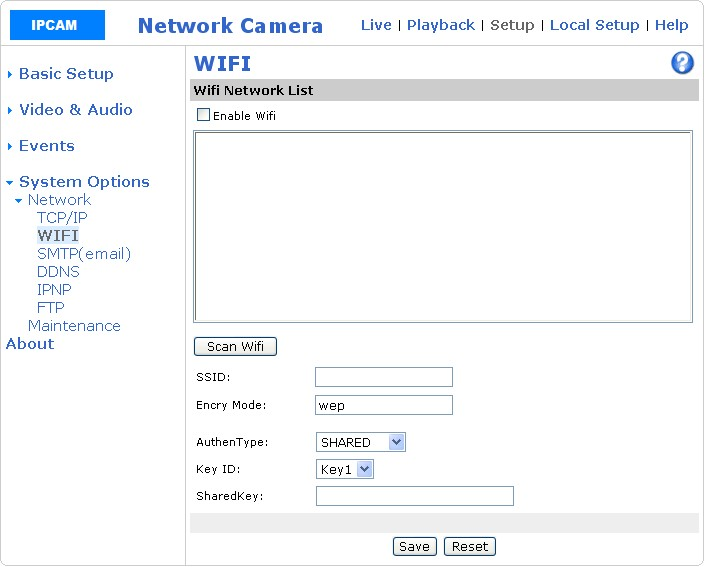 IPCAM
Network Camera
Live | Playback | Setup | Local Setup | Help
Basic Setup
Video & Audio
Events
System Options
Network
TCP/IP
WIFI
SMTP(email)
DDNS
IPNP
FTP
Maintenance
About
WIFI
?
Wifi Network List
Enable Wifi
Scan Wifi
SSID:
Encry Mode: wep
AuthenType: SHARED
Key ID: Key1
SharedKey:
Save Reset